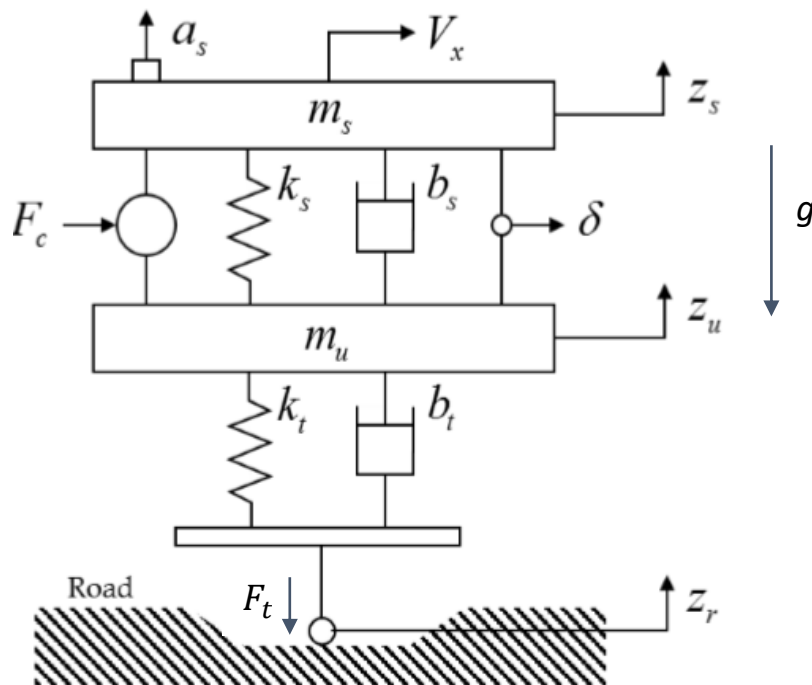 a_s
V_x
m_s
z_s
k_s
b_s
F_c
δ
g
z_u
m_u
k_t
b_t
Road
F_t
z_r